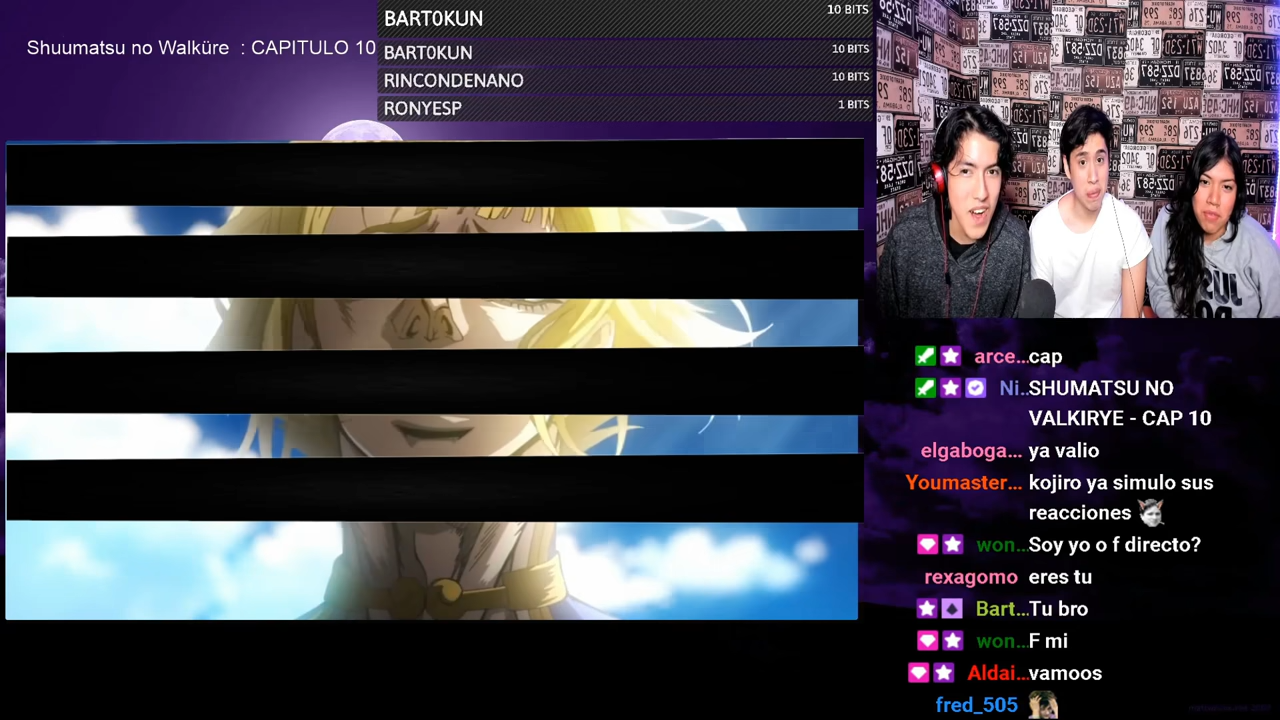 Shuumatsu no Walküre : CAPITULO 10
BART0KUN 10 BITS
BART0KUN 10 BITS
RINCONDENANO 10 BITS
RONYESP 1 BITS
arce… cap
Ni.. SHUMATSU NO
VALKIRYE - CAP 10
elgaboga… ya valio
Youmaster… kojiro ya simulo sus
reacciones
won… Soy yo o f directo?
rexagomo eres tu
Bart… Tu bro
won… F mi
Aldai… vamoos
fred_505